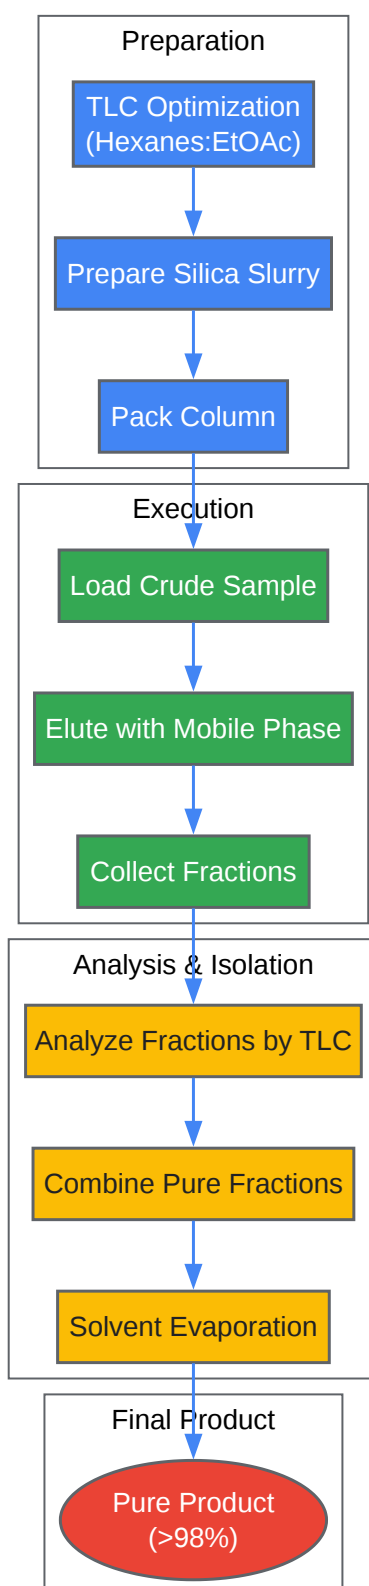 Preparation
TLC Optimization
(Hexanes:EtOAc)
Prepare Silica Slurry
Pack Column
Execution
Load Crude Sample
Elute with Mobile Phase
Collect Fractions
Analysis & Isolation
Analyze Fractions by TLC
Combine Pure Fractions
Solvent Evaporation
Final Product
Pure Product
(>98%)